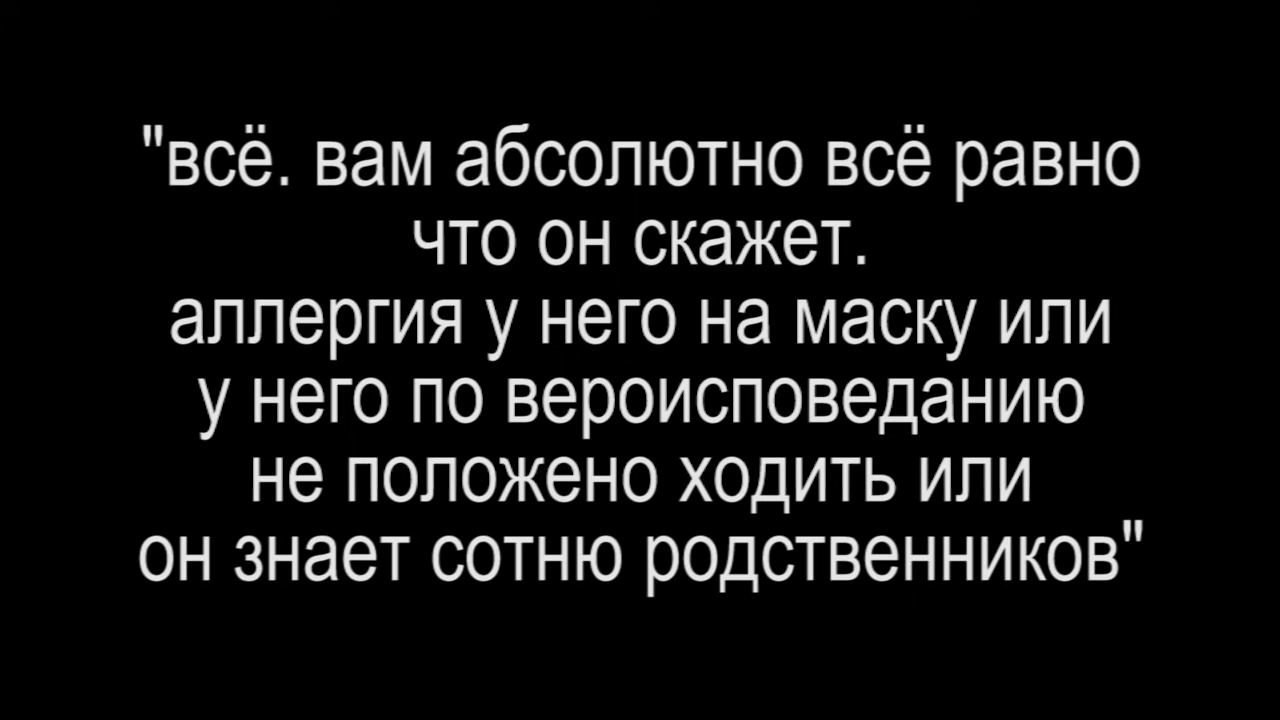 "всё. вам абсолютно всё равно
что он скажет.
аллергия у него на маску или
у него по вероисповеданию
не положено ходить или
он знает сотню родственников"